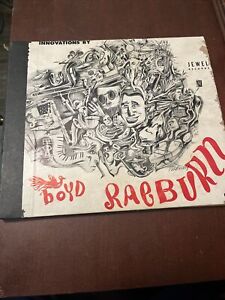 INNOVATIONS BY
JEWEL
RECORDS
bOYD
RAEBURN